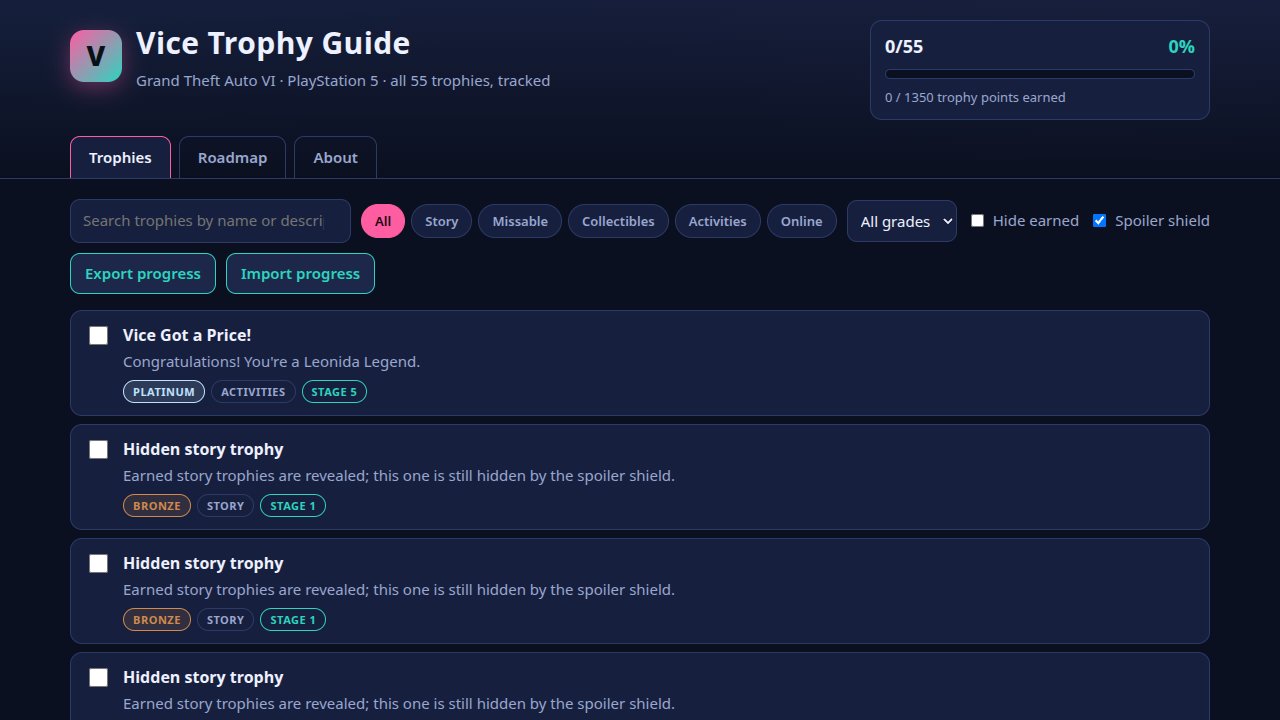 V
Vice Trophy Guide
Grand Theft Auto VI · PlayStation 5 · all 55 trophies, tracked
0/55 0%
0 / 1350 trophy points earned
Trophies Roadmap About
Search trophies by name or descri
All Story Missable Collectibles Activities Online All grades Hide earned Spoiler shield
Export progress Import progress
Vice Got a Price!
Congratulations! You're a Leonida Legend.
PLATINUM ACTIVITIES STAGE 5
Hidden story trophy
Earned story trophies are revealed; this one is still hidden by the spoiler shield.
BRONZE STORY STAGE 1
Hidden story trophy
Earned story trophies are revealed; this one is still hidden by the spoiler shield.
BRONZE STORY STAGE 1
Hidden story trophy
Earned story trophies are revealed; this one is still hidden by the spoiler shield.